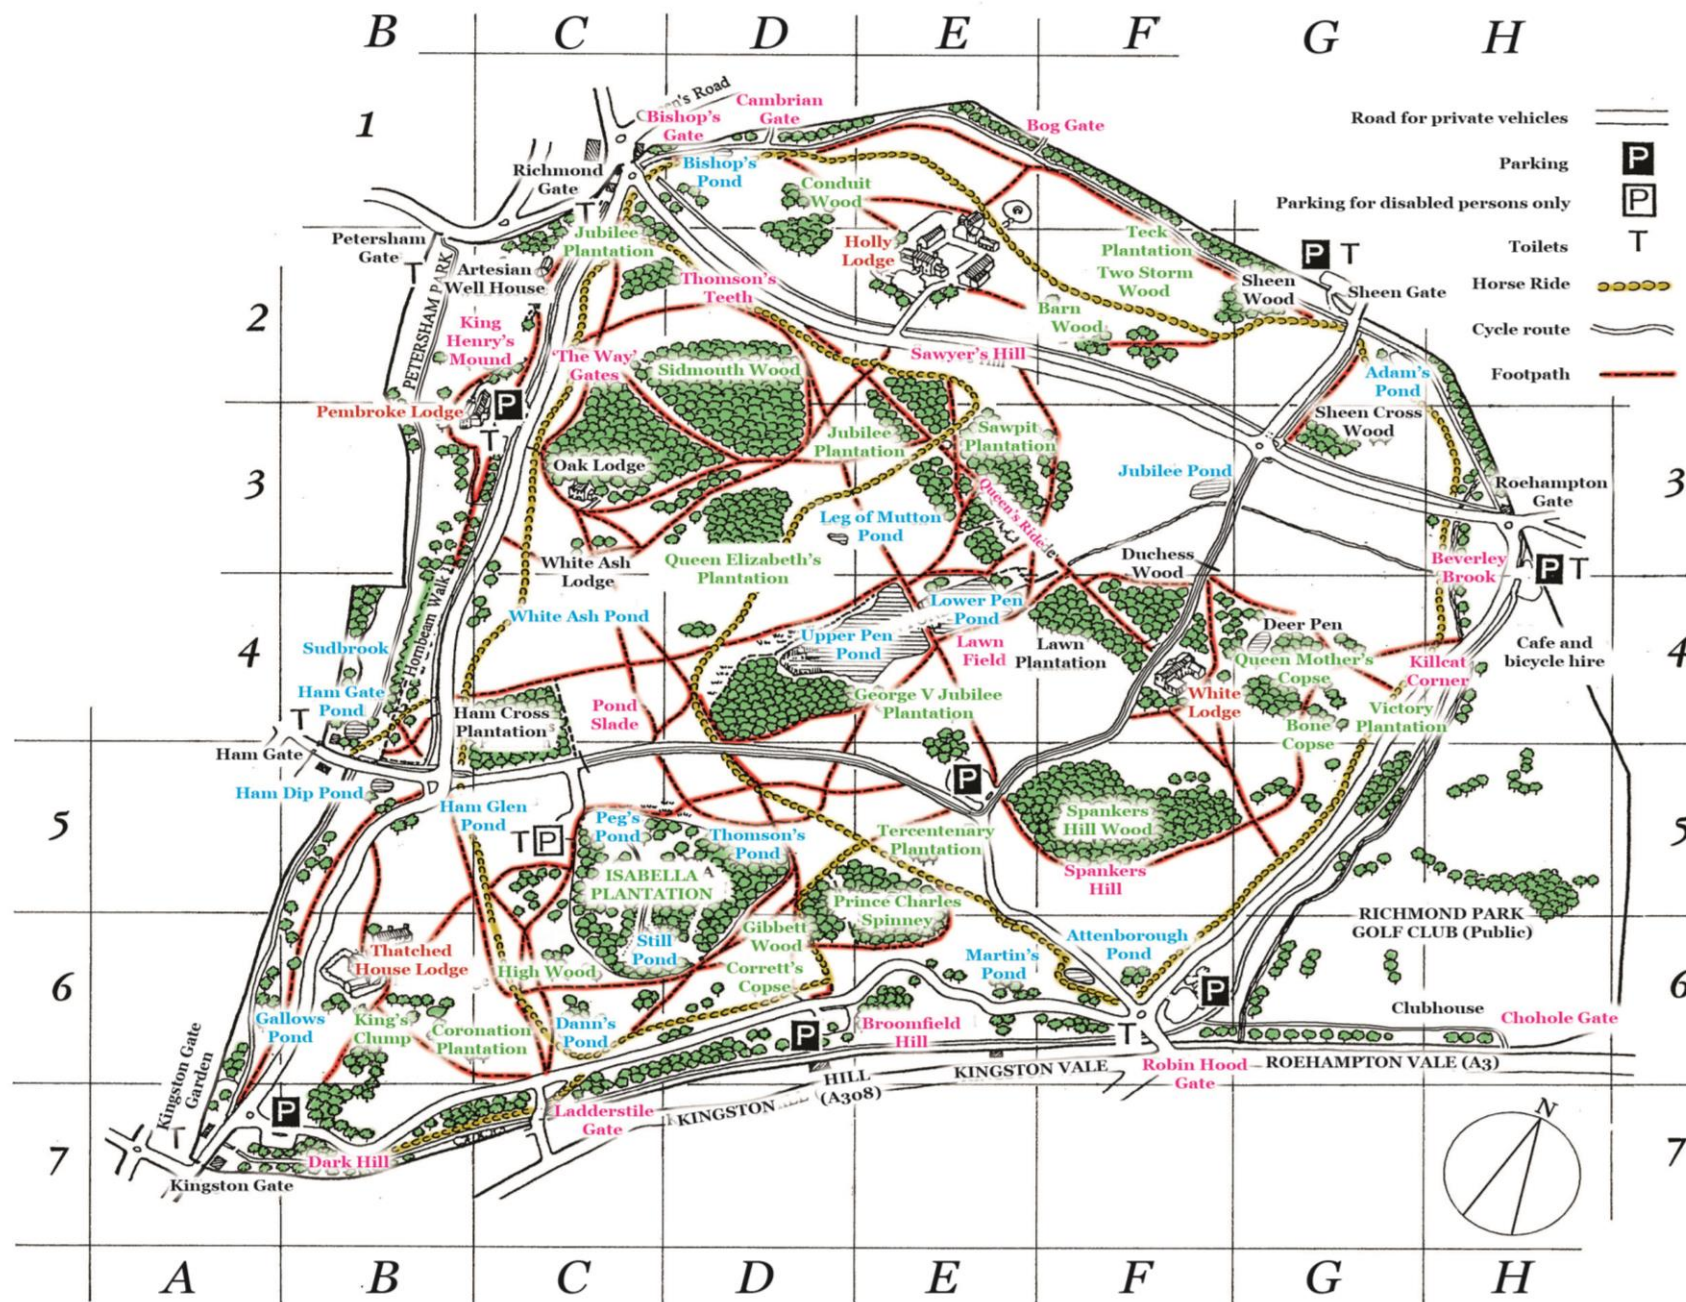 B
C
D
E
F
G
H
1
Queen's Road
Bishop's
Gate
Cambrian
Gate
Bog Gate
Road for private vehicles
Parking
P
Parking for disabled persons only
P
Toilets
T
Horse Ride
Cycle route
Footpath
Richmond
Gate
T
Bishop's
Pond
Conduit
Wood
Petersham
Gate
T
PETERSHAM PARK
Artesian
Well House
Jubilee
Plantation
Thomson's
Teeth
Holly
Lodge
Teck
Plantation
Two Storm
Wood
P T
Sheen
Wood
Sheen Gate
2
King
Henry's
Mound
'The Way'
Gates
Sidmouth Wood
Sawyer's Hill
Barn
Wood
Adam's
Pond
Pembroke Lodge
P
T
Sheen Cross
Wood
Jubilee
Plantation
Sawpit
Plantation
3
Oak Lodge
Jubilee Pond
Roehampton
Gate
3
Queen's Ride
Leg of Mutton
Pond
White Ash
Lodge
Queen Elizabeth's
Plantation
Duchess
Wood
Beverley
Brook
P T
Hornbeam Walk
White Ash Pond
Lower Pen
Pond
Upper Pen
Pond
Lawn
Field
Lawn
Plantation
Deer Pen
Cafe and
bicycle hire
4
Sudbrook
Ham Gate
Pond
Queen Mother's
Copse
Killcat
Corner
4
T
Ham Cross
Plantation
Pond
Slade
George V Jubilee
Plantation
White
Lodge
Bone
Copse
Victory
Plantation
Ham Gate
Ham Dip Pond
P
5
Ham Glen
Pond
T P
Peg's
Pond
Thomson's
Pond
Tercentenary
Plantation
Spankers
Hill Wood
5
Spankers
Hill
ISABELLA
PLANTATION
Prince Charles
Spinney
RICHMOND PARK
GOLF CLUB (Public)
Thatched
House Lodge
High Wood
Still
Pond
Gibbett
Wood
Corrett's
Copse
Martin's
Pond
Attenborough
Pond
6
P
6
Gallows
Pond
King's
Clump
Coronation
Plantation
Dann's
Pond
P
Broomfield
Hill
T
Clubhouse
Chohole Gate
Kingston Gate
Garden
KINGSTON VALE
Robin Hood
Gate
ROEHAMPTON VALE (A3)
HILL
(A308)
KINGSTON
Ladderstile
Gate
P
T
N
7
Dark Hill
7
Kingston Gate
A
B
C
D
E
F
G
H